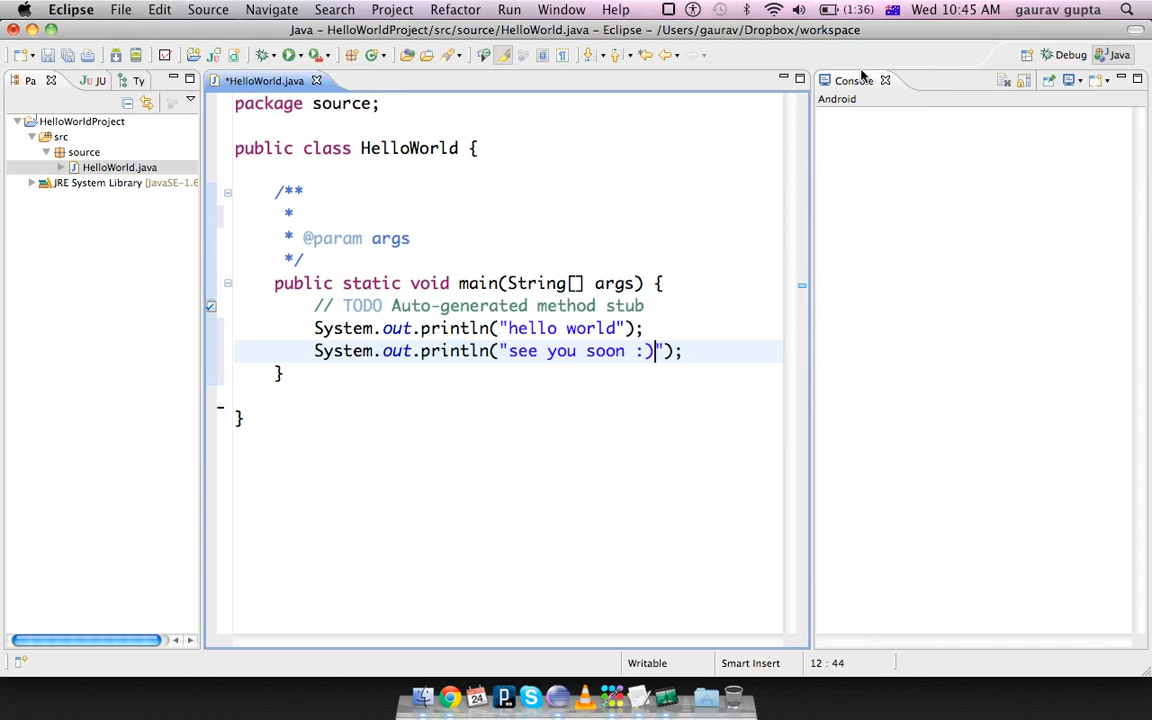 Eclipse File Edit Source Navigate Search Project Refactor Run Window Help (1:36) Wed 10:45 AM gaurav gupta
Java – HelloWorldProject/src/source/HelloWorld.java – Eclipse – /Users/gaurav/Dropbox/workspace
Debug Java
Pa JU Ty *HelloWorld.java Console
Android
HelloWorldProject
src
source
HelloWorld.java
JRE System Library [JavaSE-1.6
package source;
public class HelloWorld {
/**
*
* @param args
*/
public static void main(String[] args) {
// TODO Auto-generated method stub
System.out.println("hello world");
System.out.println("see you soon :)");
}
}
Writable Smart Insert 12 : 44
24